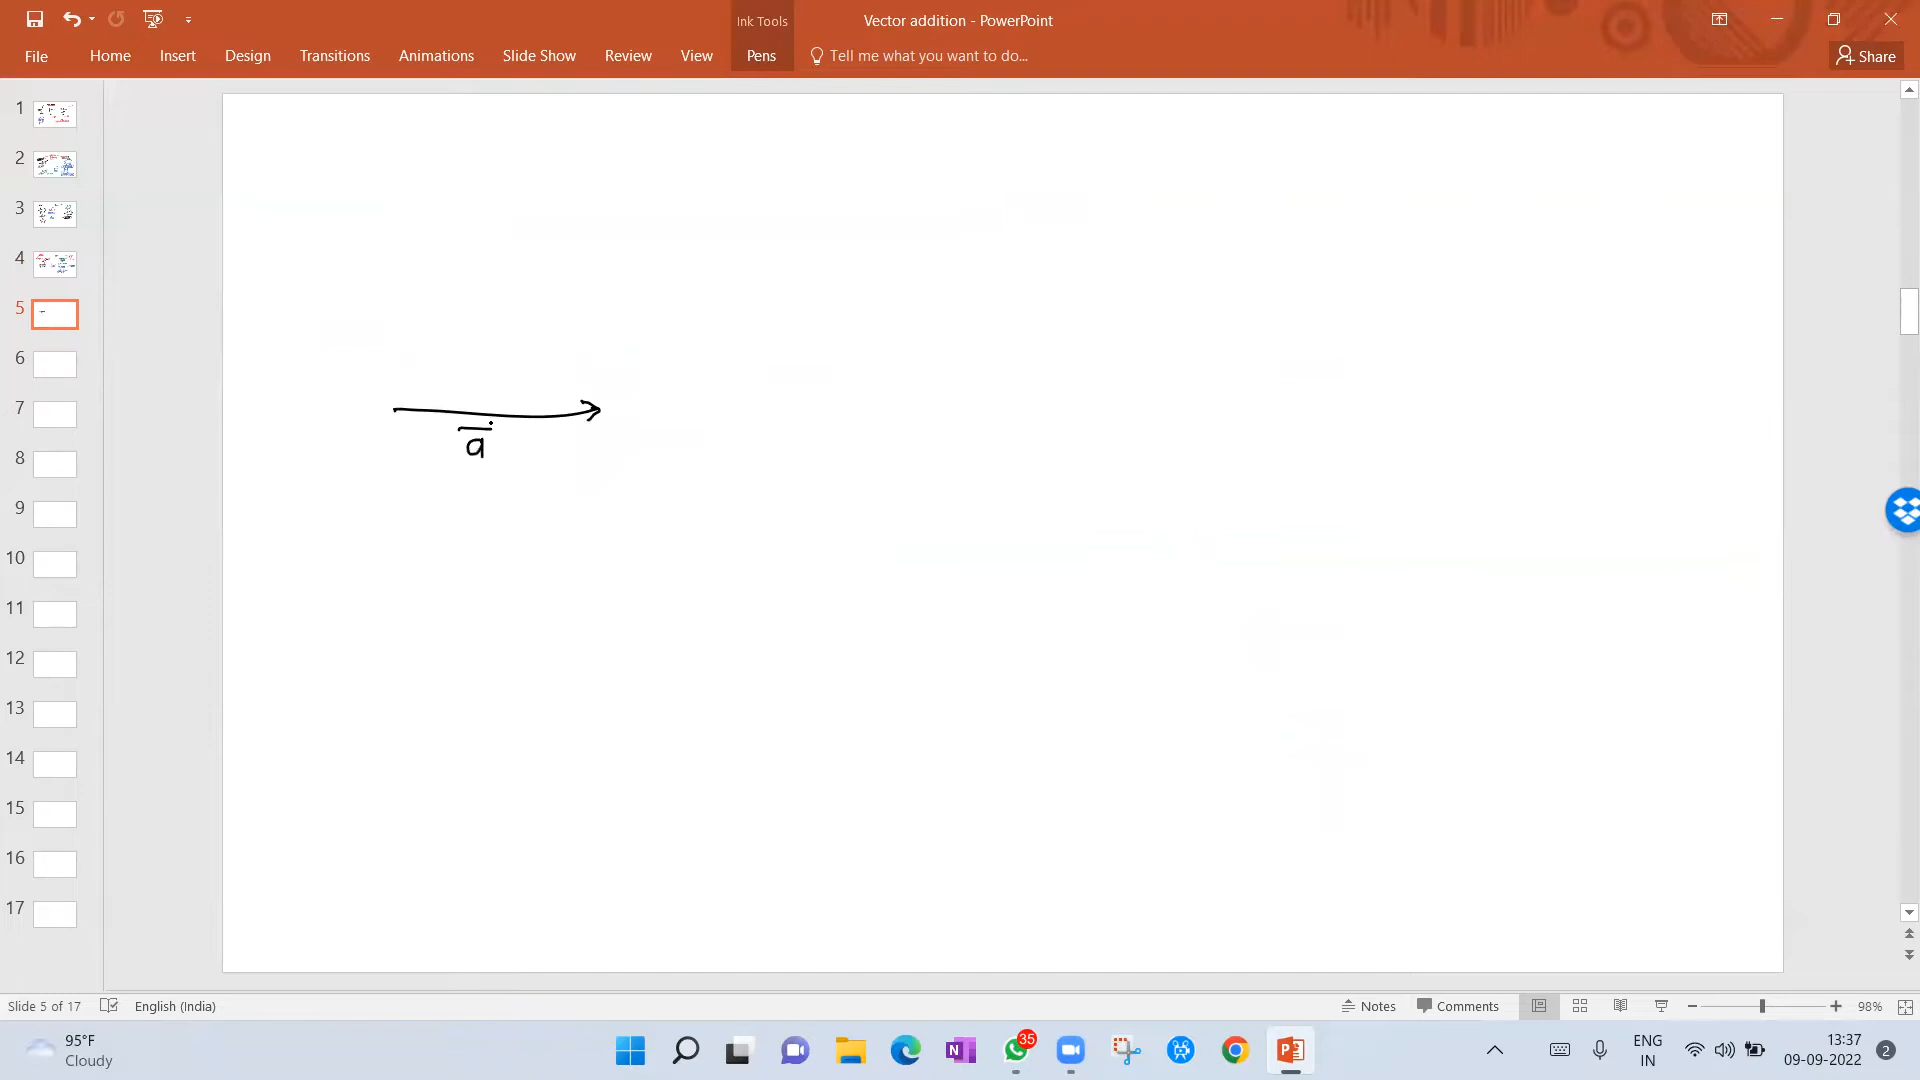 Ink Tools
Vector addition - PowerPoint
File Home Insert Design Transitions Animations Slide Show Review View Pens Tell me what you want to do... Share
1
2
3
4
5
6
7
8
9
10
11
12
13
14
15
16
17
a
Slide 5 of 17 English (India) Notes Comments 98%
95°F
Cloudy
35
ENG
IN
13:37
09-09-2022
2